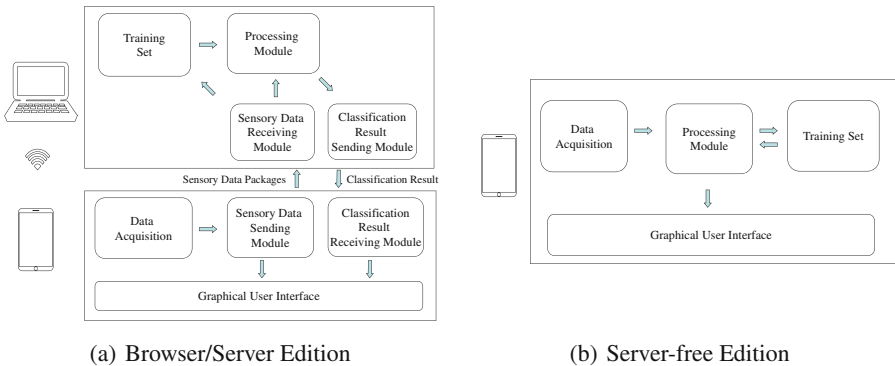 Training
Set
Processing
Module
Sensory Data
Receiving
Module
Classification
Result
Sending Module
Sensory Data Packages
Classification Result
Data
Acquisition
Sensory Data
Sending
Module
Classification
Result
Receiving Module
Graphical User Interface
(a) Browser/Server Edition
Data
Acquisition
Processing
Module
Training Set
Graphical User Interface
(b) Server-free Edition